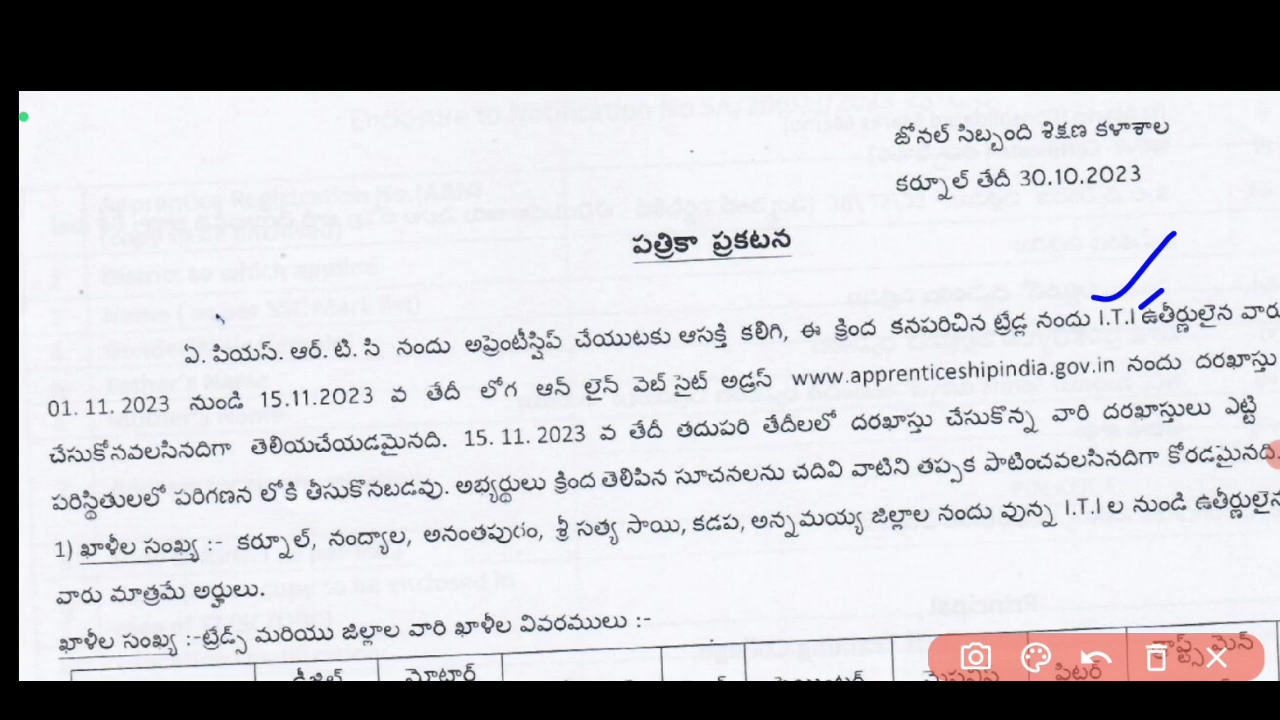 జోనల్ సిబ్బంది శిక్షణ కళాశాల
కర్నూల్ తేదీ 30.10.2023
పత్రికా ప్రకటన
ఏ. పియస్. ఆర్. టి. సి నందు అప్రెంటీస్షిప్ చేయుటకు ఆసక్తి కలిగి, ఈ క్రింద కనపరిచిన ట్రేడ్ల నందు I.T.I ఉతీర్ణులైన వారు
01. 11. 2023 నుండి 15.11.2023 వ తేదీ లోగ ఆన్ లైన్ వెబ్ సైట్ అడ్రస్ www.apprenticeshipindia.gov.in నందు దరఖాస్తు
చేసుకోనవలసినదిగా తెలియచేయడమైనది. 15. 11. 2023 వ తేదీ తదుపరి తేదీలలో దరఖాస్తు చేసుకొన్న వారి దరఖాస్తులు ఎట్టి
పరిస్థితులలో పరిగణన లోకి తీసుకొనబడవు. అభ్యర్థులు క్రింద తెలిపిన సూచనలను చదివి వాటిని తప్పక పాటించవలసినదిగా కోరడమైనది.
1) ఖాళీల సంఖ్య :- కర్నూల్, నంద్యాల, అనంతపురం, శ్రీ సత్య సాయి, కడప, అన్నమయ్య జిల్లాల నందు వున్న I.T.I ల నుండి ఉతీర్ణులైన
వారు మాత్రమే అర్హులు.
ఖాళీల సంఖ్య :-ట్రేడ్స్ మరియు జిల్లాల వారి ఖాళీల వివరములు :-
డీజిల్ మోటార్ ఫిటర్